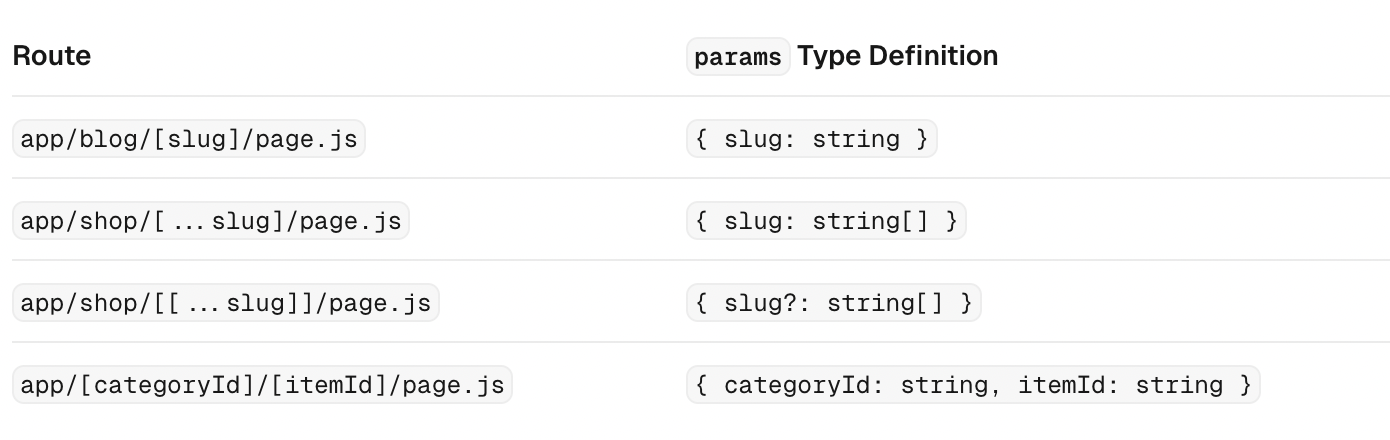 Route params Type Definition
app/blog/[slug]/page.js { slug: string }
app/shop/[...slug]/page.js { slug: string[] }
app/shop/[[...slug]]/page.js { slug?: string[] }
app/[categoryId]/[itemId]/page.js { categoryId: string, itemId: string }